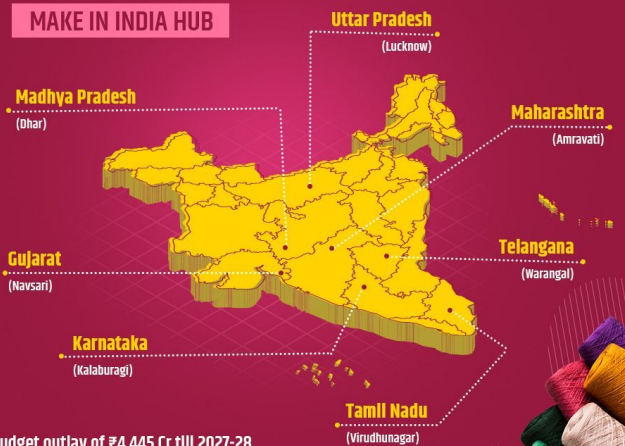 MAKE IN INDIA HUB
Uttar Pradesh
(Lucknow)
Madhya Pradesh
(Dhar)
Maharashtra
(Amravati)
Gujarat
(Navsari)
Telangana
(Warangal)
Karnataka
(Kalaburagi)
Tamil Nadu
(Virudhunagar)
udget outlay of ₹4,445 Cr till 2027-28